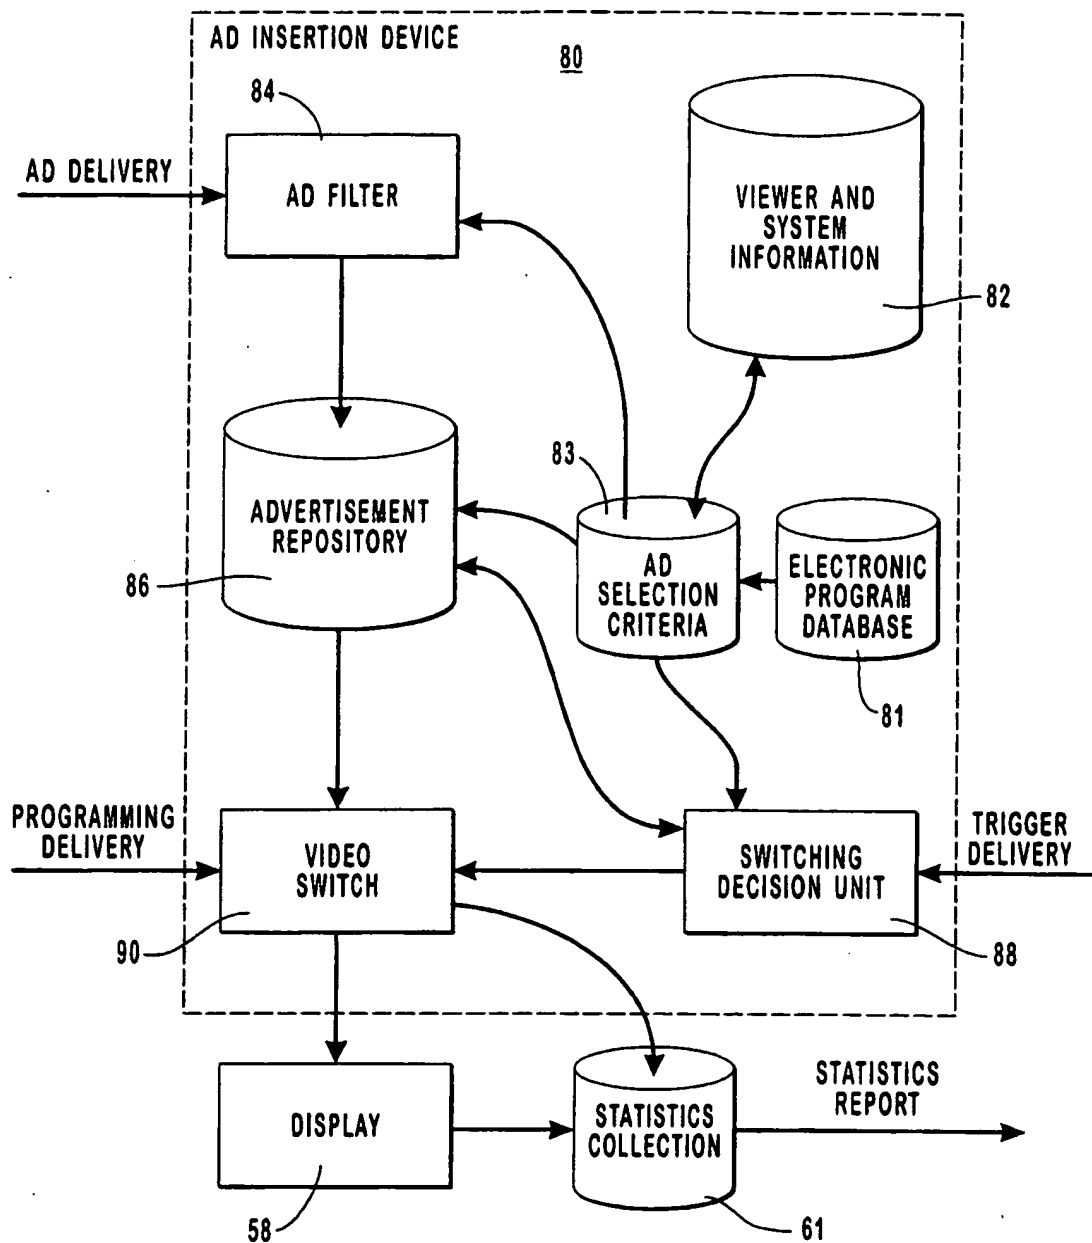 AD INSERTION DEVICE
80
84
AD DELIVERY
AD FILTER
VIEWER AND
SYSTEM
INFORMATION
82
83
ADVERTISEMENT
REPOSITORY
86
AD
SELECTION
CRITERIA
ELECTRONIC
PROGRAM
DATABASE
81
PROGRAMMING
DELIVERY
VIDEO
SWITCH
90
SWITCHING
DECISION UNIT
88
TRIGGER
DELIVERY
DISPLAY
58
STATISTICS
COLLECTION
61
STATISTICS
REPORT